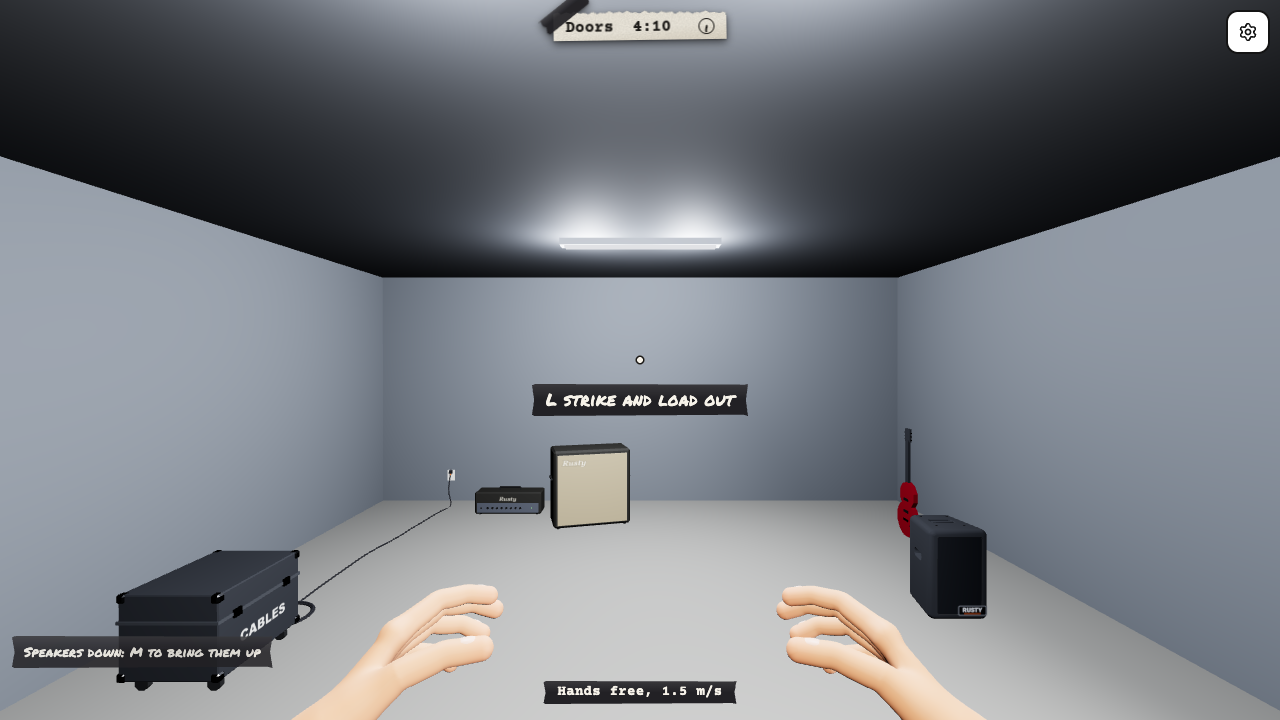 Doors 4:10
L STRIKE AND LOAD OUT
Rusty
Rusty
CABLES
RUSTY
SPEAKERS DOWN: M TO BRING THEM UP
Hands free, 1.5 m/s